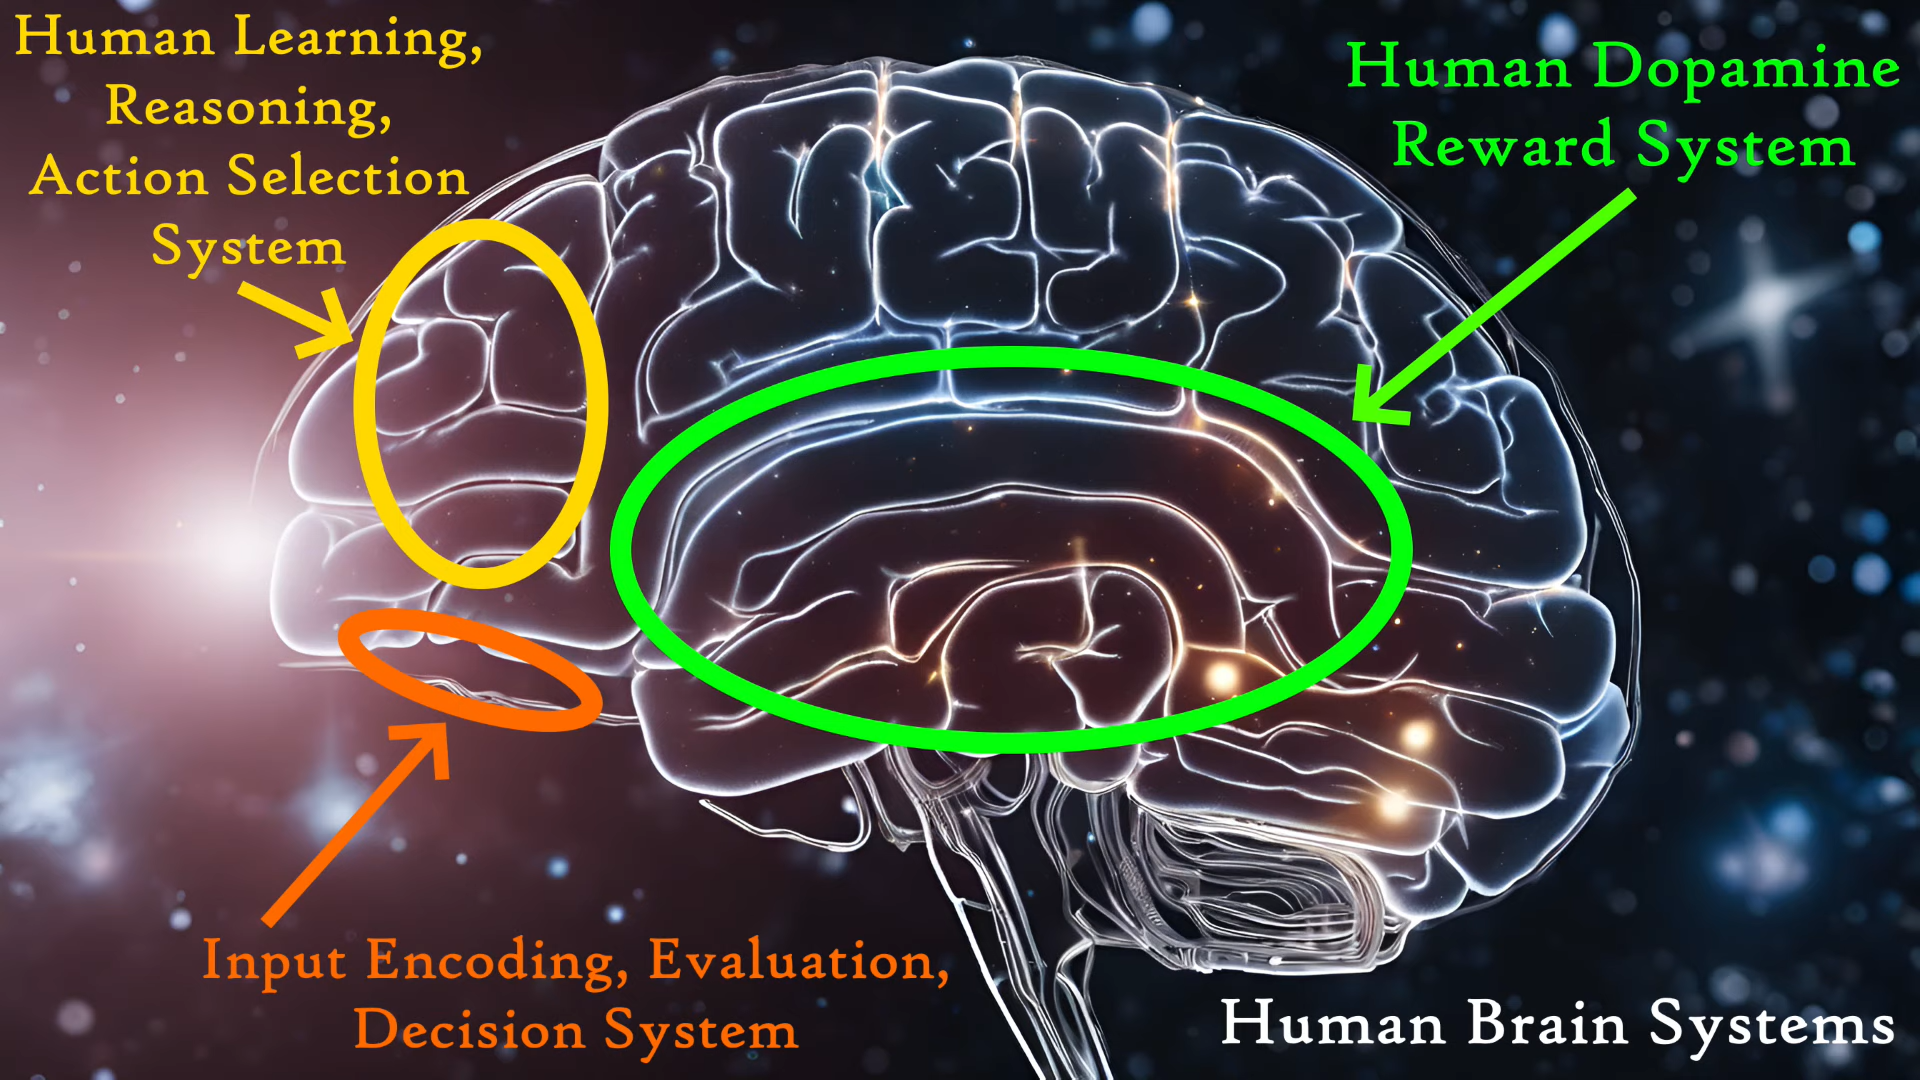 Human Learning,
Reasoning,
Action Selection
System
Human Dopamine
Reward System
Input Encoding, Evaluation,
Decision System
Human Brain Systems